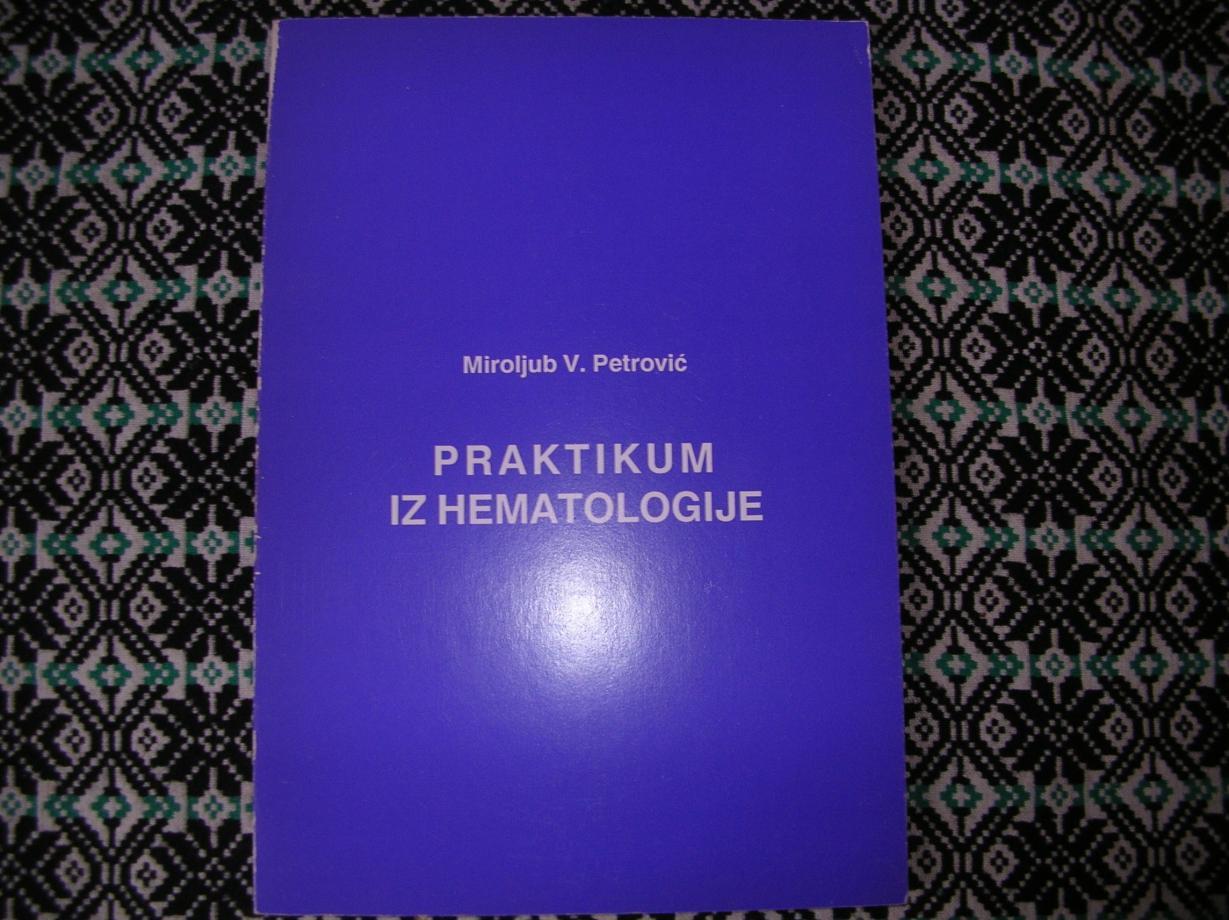 Miroljub V. Petrović
PRAKTIKUM
IZ HEMATOLOGIJE